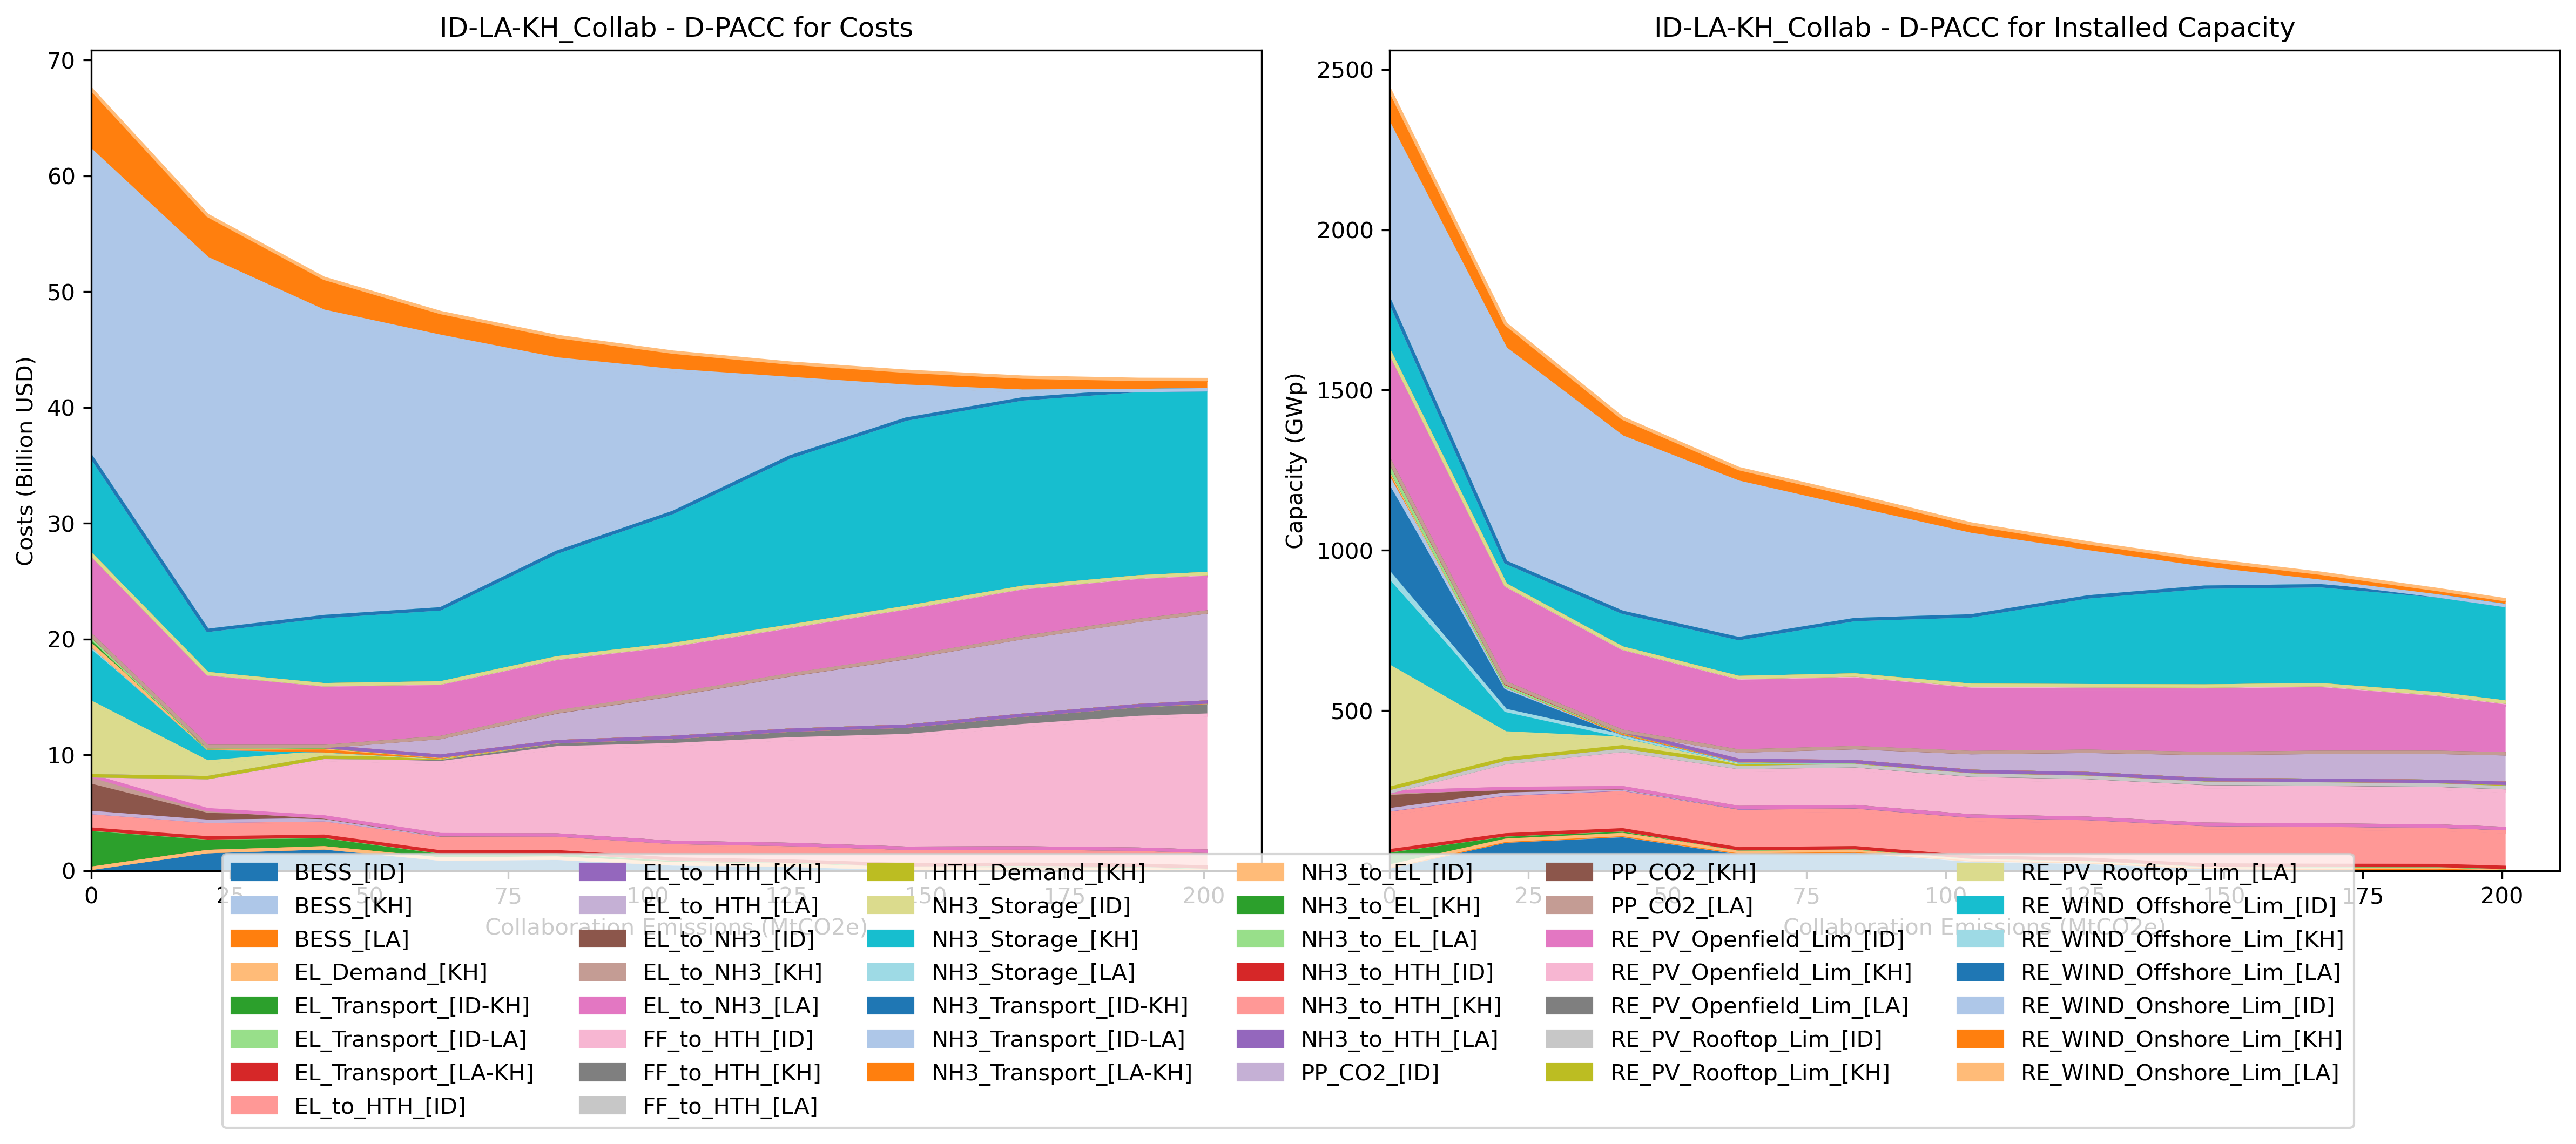 ID-LA-KH_Collab - D-PACC for Costs
70
60
50
40
30
20
10
0
Costs (Billion USD)
0 25 50 75 100 125 150 175 200
Collaboration Emissions (MtCO2e)
ID-LA-KH_Collab - D-PACC for Installed Capacity
2500
2000
1500
1000
500
0
Capacity (GWp)
0 25 50 75 100 125 150 175 200
Collaboration Emissions (MtCO2e)
BESS_[ID]
BESS_[KH]
BESS_[LA]
EL_Demand_[KH]
EL_Transport_[ID-KH]
EL_Transport_[ID-LA]
EL_Transport_[LA-KH]
EL_to_HTH_[ID]
EL_to_HTH_[KH]
EL_to_HTH_[LA]
EL_to_NH3_[ID]
EL_to_NH3_[KH]
EL_to_NH3_[LA]
FF_to_HTH_[ID]
FF_to_HTH_[KH]
FF_to_HTH_[LA]
HTH_Demand_[KH]
NH3_Storage_[ID]
NH3_Storage_[KH]
NH3_Storage_[LA]
NH3_Transport_[ID-KH]
NH3_Transport_[ID-LA]
NH3_Transport_[LA-KH]
NH3_to_EL_[ID]
NH3_to_EL_[KH]
NH3_to_EL_[LA]
NH3_to_HTH_[ID]
NH3_to_HTH_[KH]
NH3_to_HTH_[LA]
PP_CO2_[ID]
PP_CO2_[KH]
PP_CO2_[LA]
RE_PV_Openfield_Lim_[ID]
RE_PV_Openfield_Lim_[KH]
RE_PV_Openfield_Lim_[LA]
RE_PV_Rooftop_Lim_[ID]
RE_PV_Rooftop_Lim_[KH]
RE_PV_Rooftop_Lim_[LA]
RE_WIND_Offshore_Lim_[ID]
RE_WIND_Offshore_Lim_[KH]
RE_WIND_Offshore_Lim_[LA]
RE_WIND_Onshore_Lim_[ID]
RE_WIND_Onshore_Lim_[KH]
RE_WIND_Onshore_Lim_[LA]